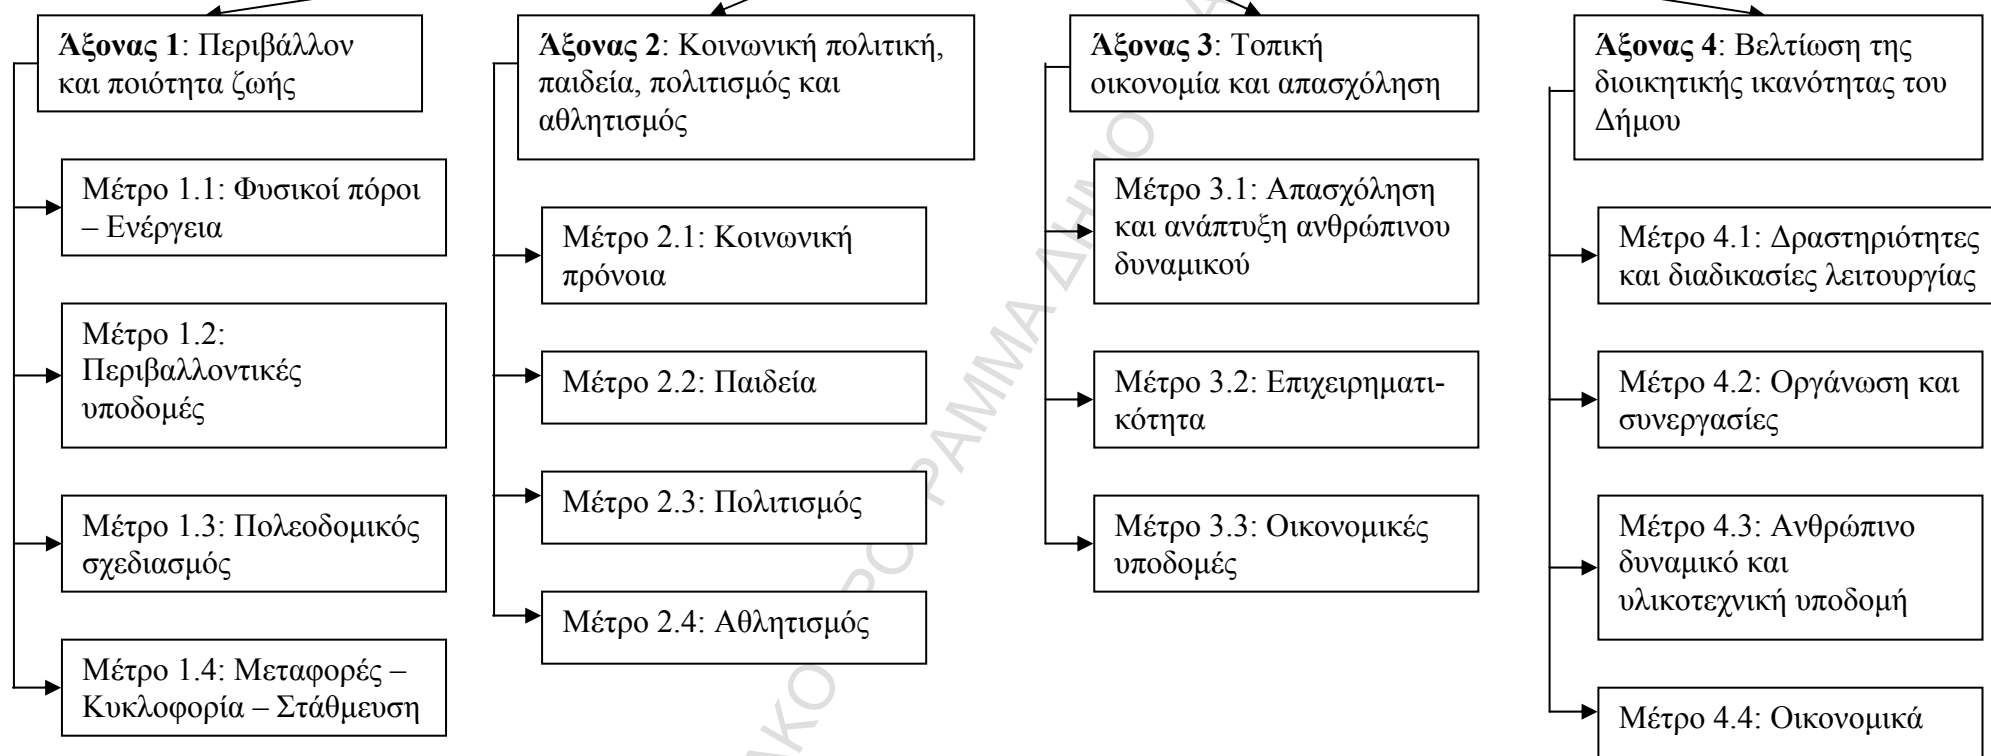 Άξονας 1: Περιβάλλον
και ποιότητα ζωής
Μέτρο 1.1: Φυσικοί πόροι
– Ενέργεια
Μέτρο 1.2:
Περιβαλλοντικές
υποδομές
Μέτρο 1.3: Πολεοδομικός
σχεδιασμός
Μέτρο 1.4: Μεταφορές –
Κυκλοφορία – Στάθμευση
Άξονας 2: Κοινωνική πολιτική,
παιδεία, πολιτισμός και
αθλητισμός
Μέτρο 2.1: Κοινωνική
πρόνοια
Μέτρο 2.2: Παιδεία
Μέτρο 2.3: Πολιτισμός
Μέτρο 2.4: Αθλητισμός
Άξονας 3: Τοπική
οικονομία και απασχόληση
Μέτρο 3.1: Απασχόληση
και ανάπτυξη ανθρώπινου
δυναμικού
Μέτρο 3.2: Επιχειρηματι-
κότητα
Μέτρο 3.3: Οικονομικές
υποδομές
Άξονας 4: Βελτίωση της
διοικητικής ικανότητας του
Δήμου
Μέτρο 4.1: Δραστηριότητες
και διαδικασίες λειτουργίας
Μέτρο 4.2: Οργάνωση και
συνεργασίες
Μέτρο 4.3: Ανθρώπινο
δυναμικό και
υλικοτεχνική υποδομή
Μέτρο 4.4: Οικονομικά